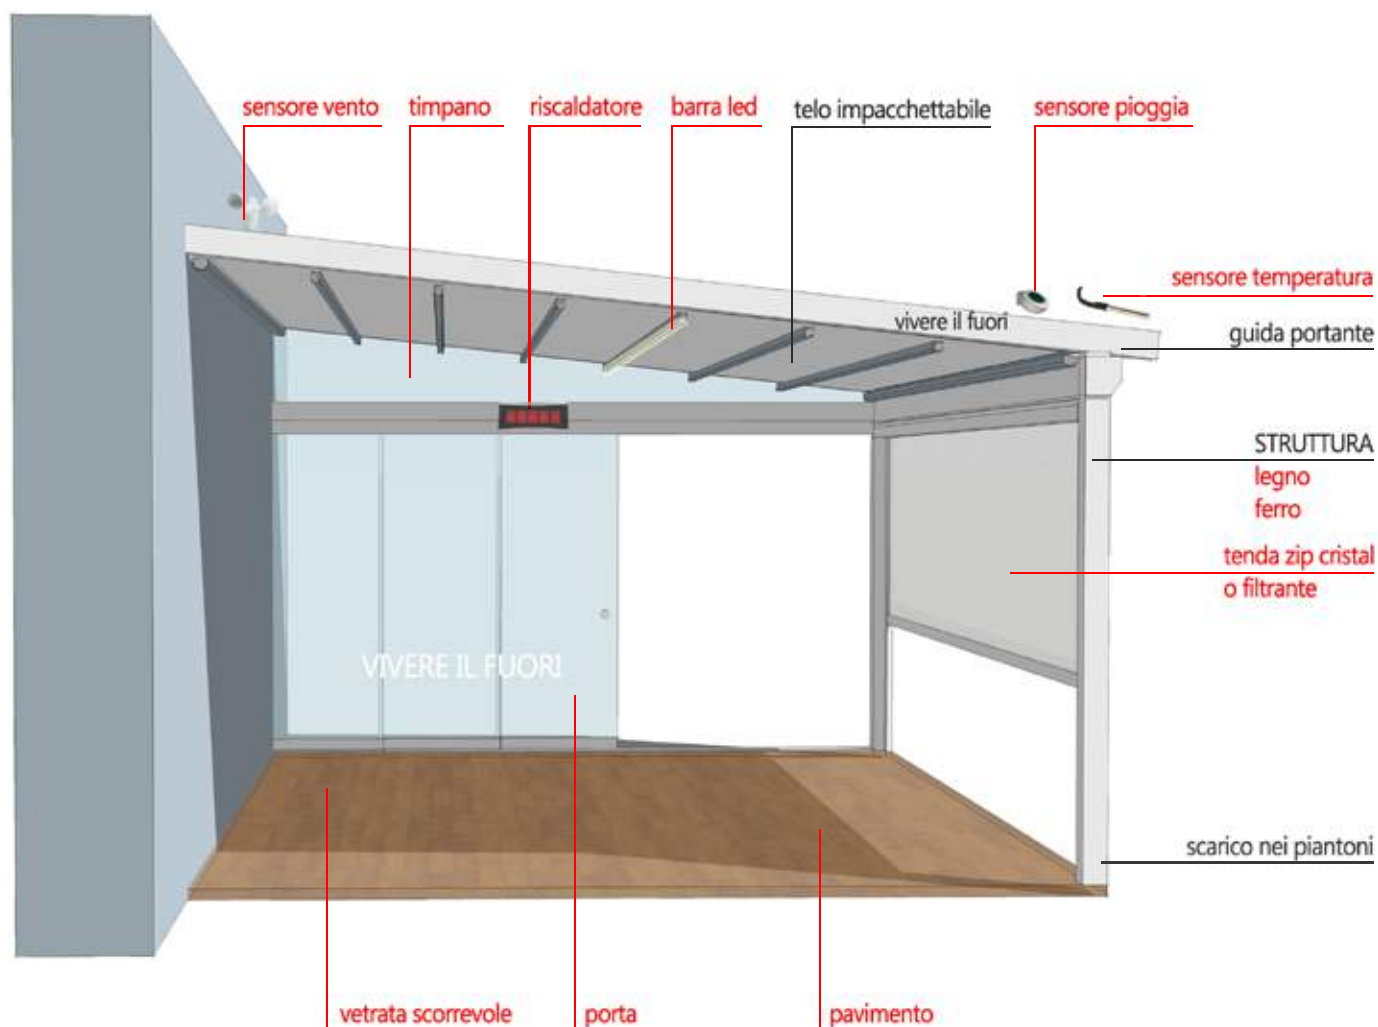 sensore vento
timpano
riscaldatore
barra led
telo impacchettabile
sensore pioggia
sensore temperatura
vivere il fuori
guida portante
STRUTTURA
legno
ferro
tenda zip cristal
o filtrante
VIVERE IL FUORI
scarico nei piantoni
vetrata scorrevole
porta
pavimento